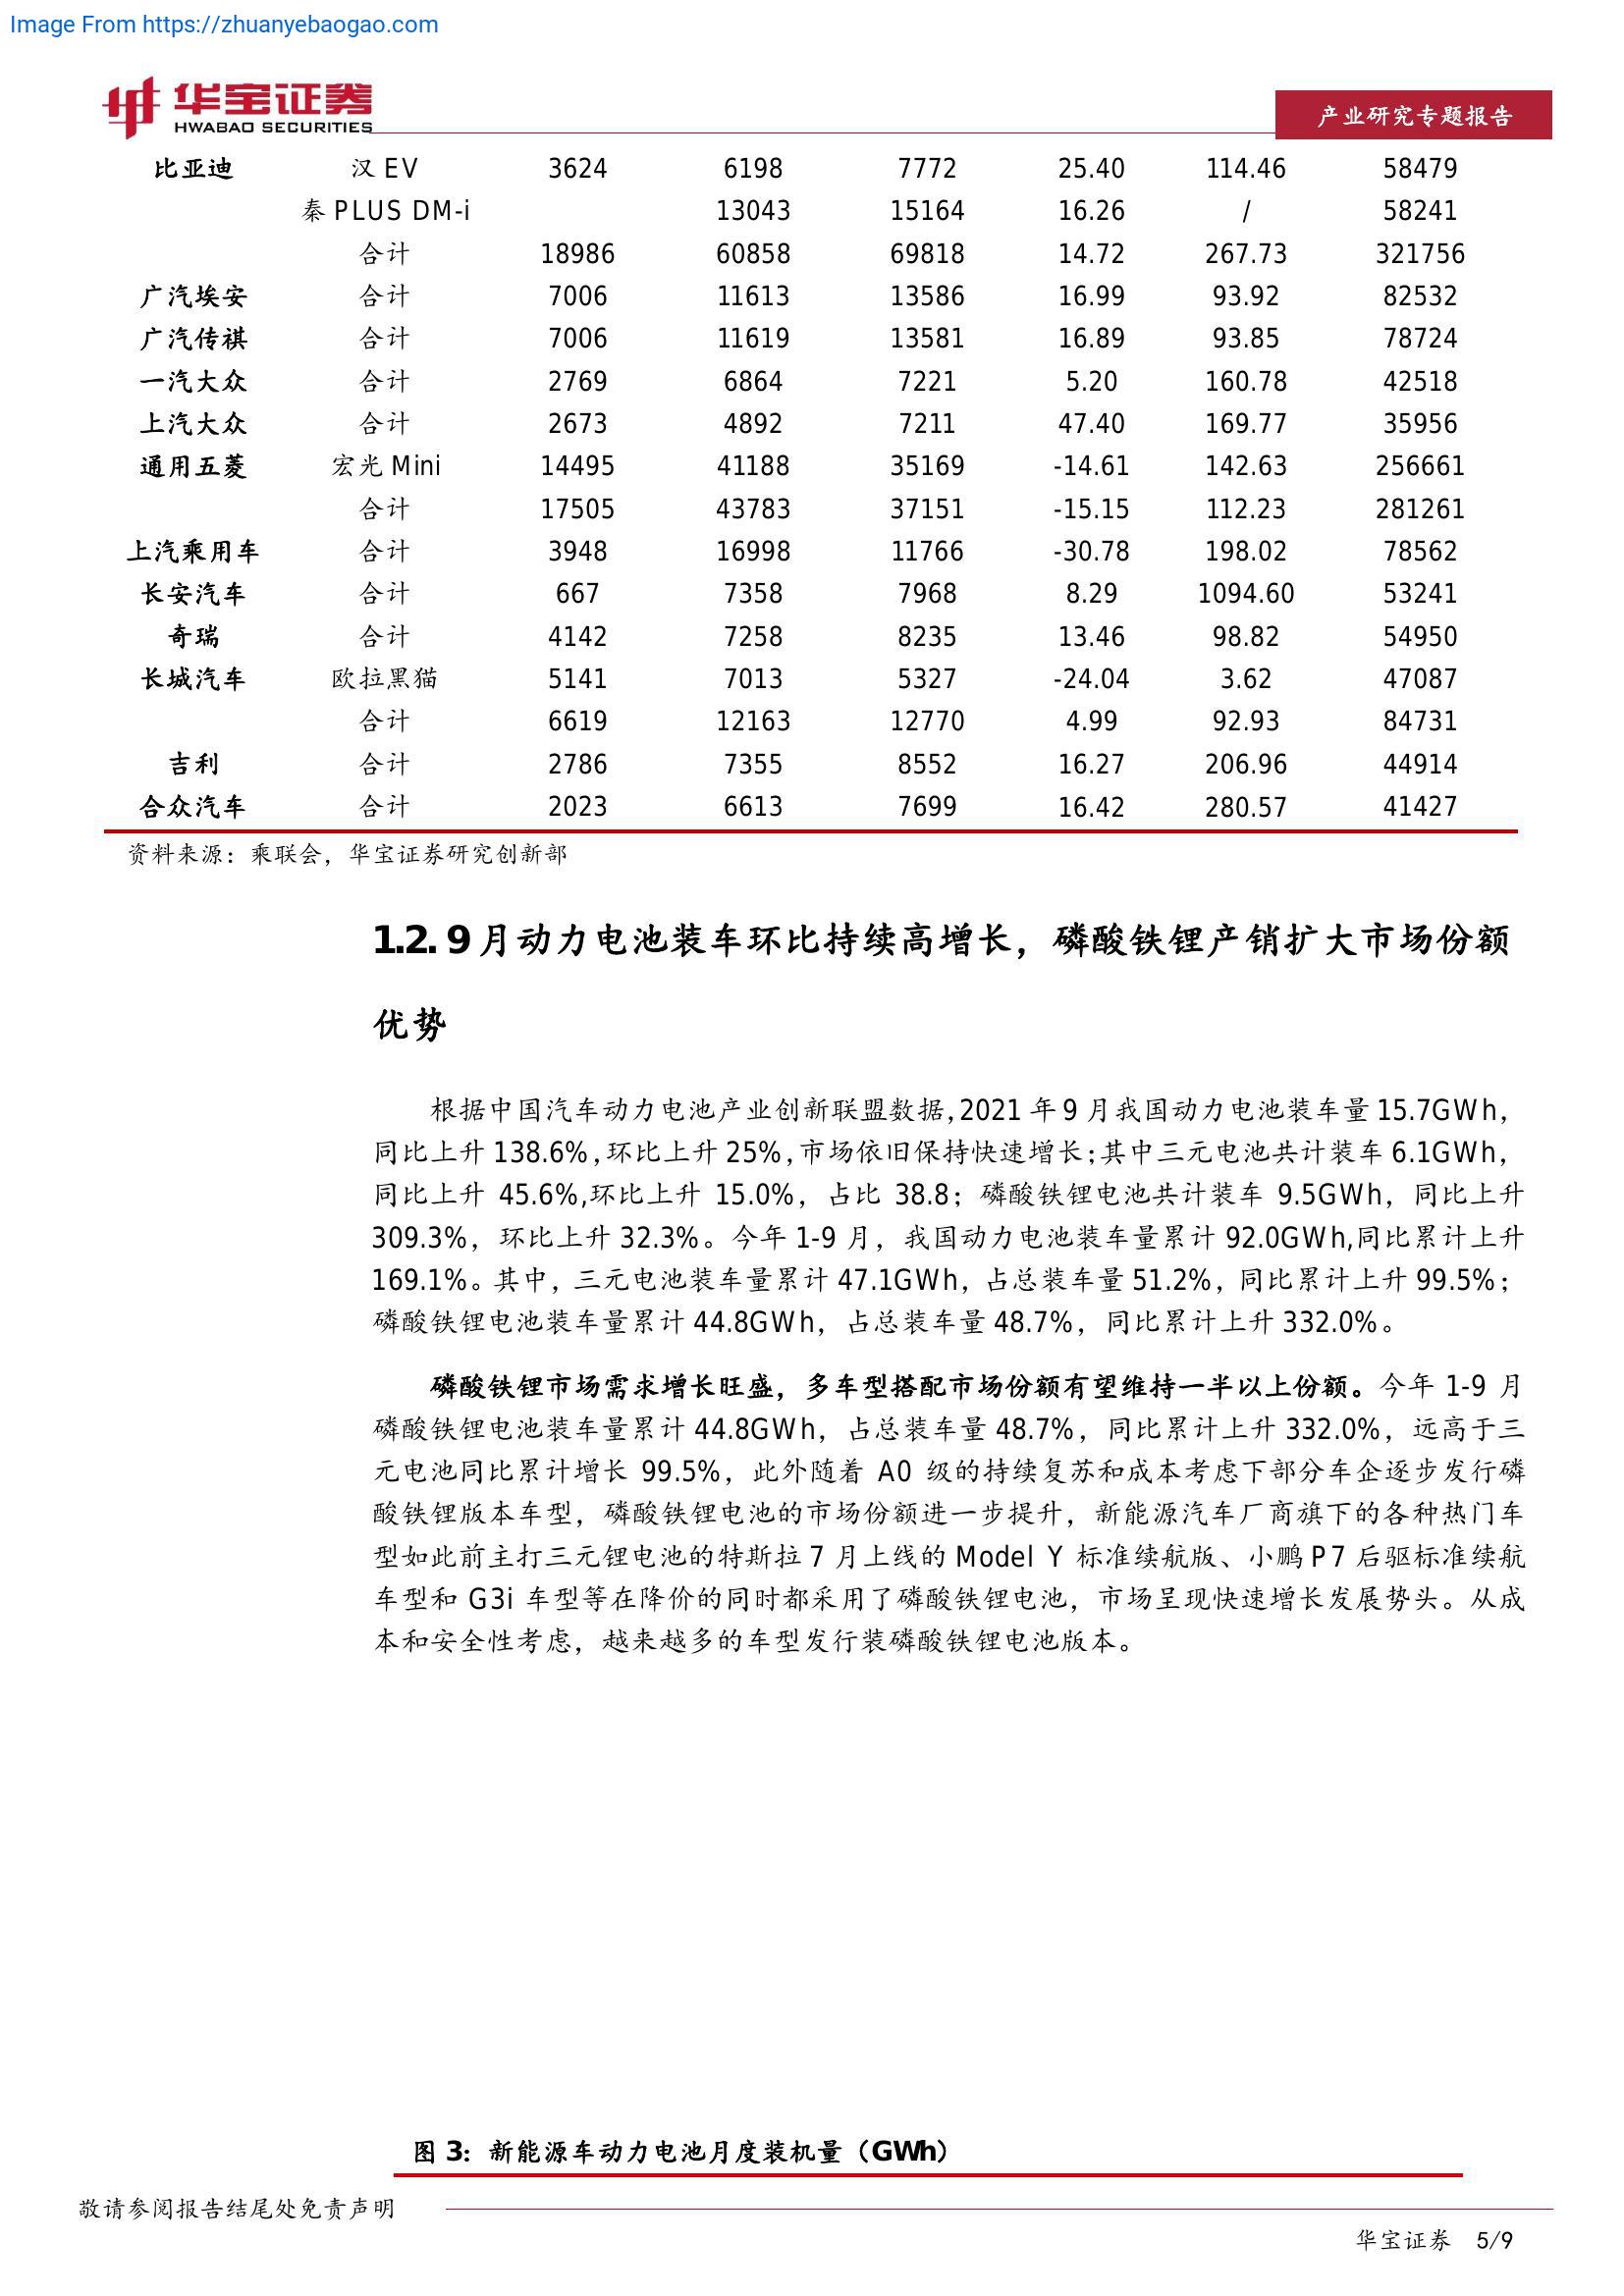 Image From https://zhuanyebaogao.com
华宝证券
HWABAO SECURITIES
产业研究专题报告
比亚迪 汉 EV 3624 6198 7772 25.40 114.46 58479
秦 PLUS DM-i 13043 15164 16.26 / 58241
合计 18986 60858 69818 14.72 267.73 321756
广汽埃安 合计 7006 11613 13586 16.99 93.92 82532
广汽传祺 合计 7006 11619 13581 16.89 93.85 78724
一汽大众 合计 2769 6864 7221 5.20 160.78 42518
上汽大众 合计 2673 4892 7211 47.40 169.77 35956
通用五菱 宏光 Mini 14495 41188 35169 -14.61 142.63 256661
合计 17505 43783 37151 -15.15 112.23 281261
上汽乘用车 合计 3948 16998 11766 -30.78 198.02 78562
长安汽车 合计 667 7358 7968 8.29 1094.60 53241
奇瑞 合计 4142 7258 8235 13.46 98.82 54950
长城汽车 欧拉黑猫 5141 7013 5327 -24.04 3.62 47087
合计 6619 12163 12770 4.99 92.93 84731
吉利 合计 2786 7355 8552 16.27 206.96 44914
合众汽车 合计 2023 6613 7699 16.42 280.57 41427
资料来源：乘联会，华宝证券研究创新部
1.2. 9月动力电池装车环比持续高增长，磷酸铁锂产销扩大市场份额
优势
根据中国汽车动力电池产业创新联盟数据,2021 年 9 月我国动力电池装车量 15.7GWh，
同比上升 138.6%,环比上升 25%,市场依旧保持快速增长;其中三元电池共计装车 6.1GWh，
同比上升 45.6%,环比上升 15.0%，占比 38.8；磷酸铁锂电池共计装车 9.5GWh，同比上升
309.3%，环比上升 32.3%。今年 1-9 月，我国动力电池装车量累计 92.0GWh,同比累计上升
169.1%。其中，三元电池装车量累计 47.1GWh，占总装车量 51.2%，同比累计上升 99.5%；
磷酸铁锂电池装车量累计 44.8GWh，占总装车量 48.7%，同比累计上升 332.0%。
磷酸铁锂市场需求增长旺盛，多车型搭配市场份额有望维持一半以上份额。今年 1-9 月
磷酸铁锂电池装车量累计 44.8GWh，占总装车量 48.7%，同比累计上升 332.0%，远高于三
元电池同比累计增长 99.5%，此外随着 A0 级的持续复苏和成本考虑下部分车企逐步发行磷
酸铁锂版本车型，磷酸铁锂电池的市场份额进一步提升，新能源汽车厂商旗下的各种热门车
型如此前主打三元锂电池的特斯拉 7 月上线的 Model Y 标准续航版、小鹏 P7 后驱标准续航
车型和 G3i 车型等在降价的同时都采用了磷酸铁锂电池，市场呈现快速增长发展势头。从成
本和安全性考虑，越来越多的车型发行装磷酸铁锂电池版本。
图 3：新能源车动力电池月度装机量（GWh）
敬请参阅报告结尾处免责声明
华宝证券 5/9